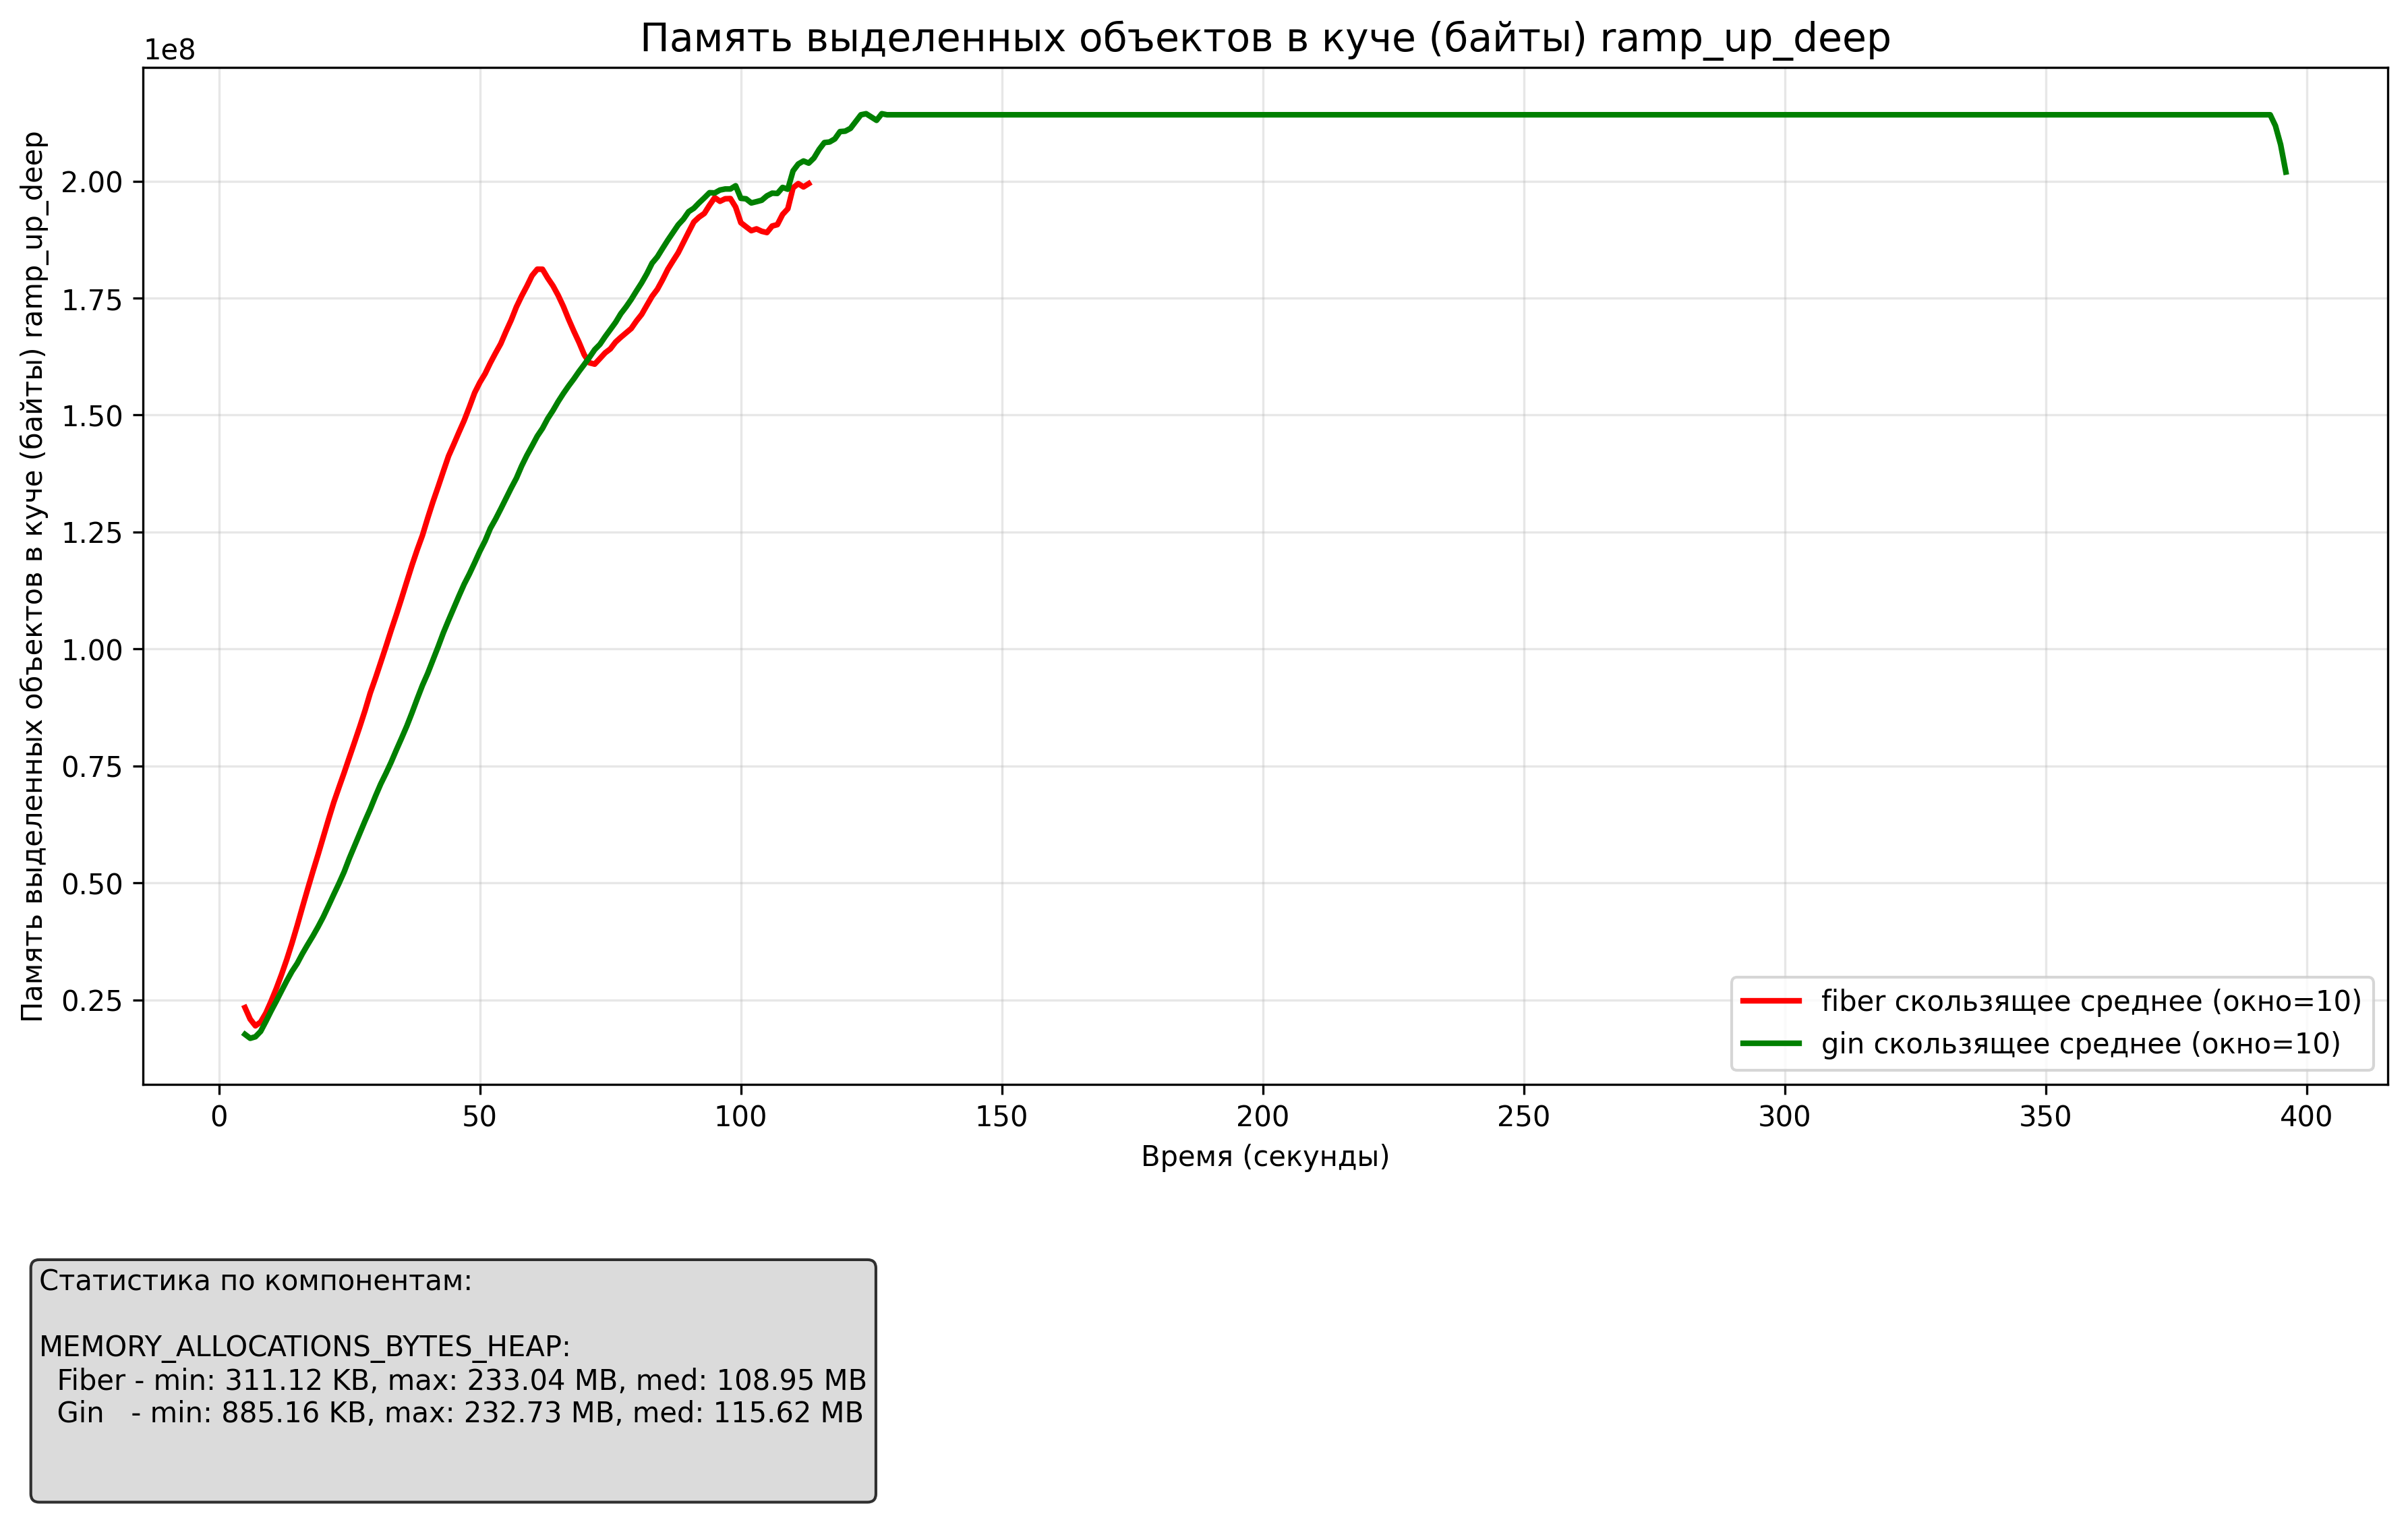 Память выделенных объектов в куче (байты) ramp_up_deep
1e8
Память выделенных объектов в куче (байты) ramp_up_deep
2.00
1.75
1.50
1.25
1.00
0.75
0.50
0.25
fiber скользящее среднее (окно=10)
gin скользящее среднее (окно=10)
0 50 100 150 200 250 300 350 400
Время (секунды)
Статистика по компонентам:
MEMORY_ALLOCATIONS_BYTES_HEAP:
Fiber - min: 311.12 KB, max: 233.04 MB, med: 108.95 MB
Gin - min: 885.16 KB, max: 232.73 MB, med: 115.62 MB